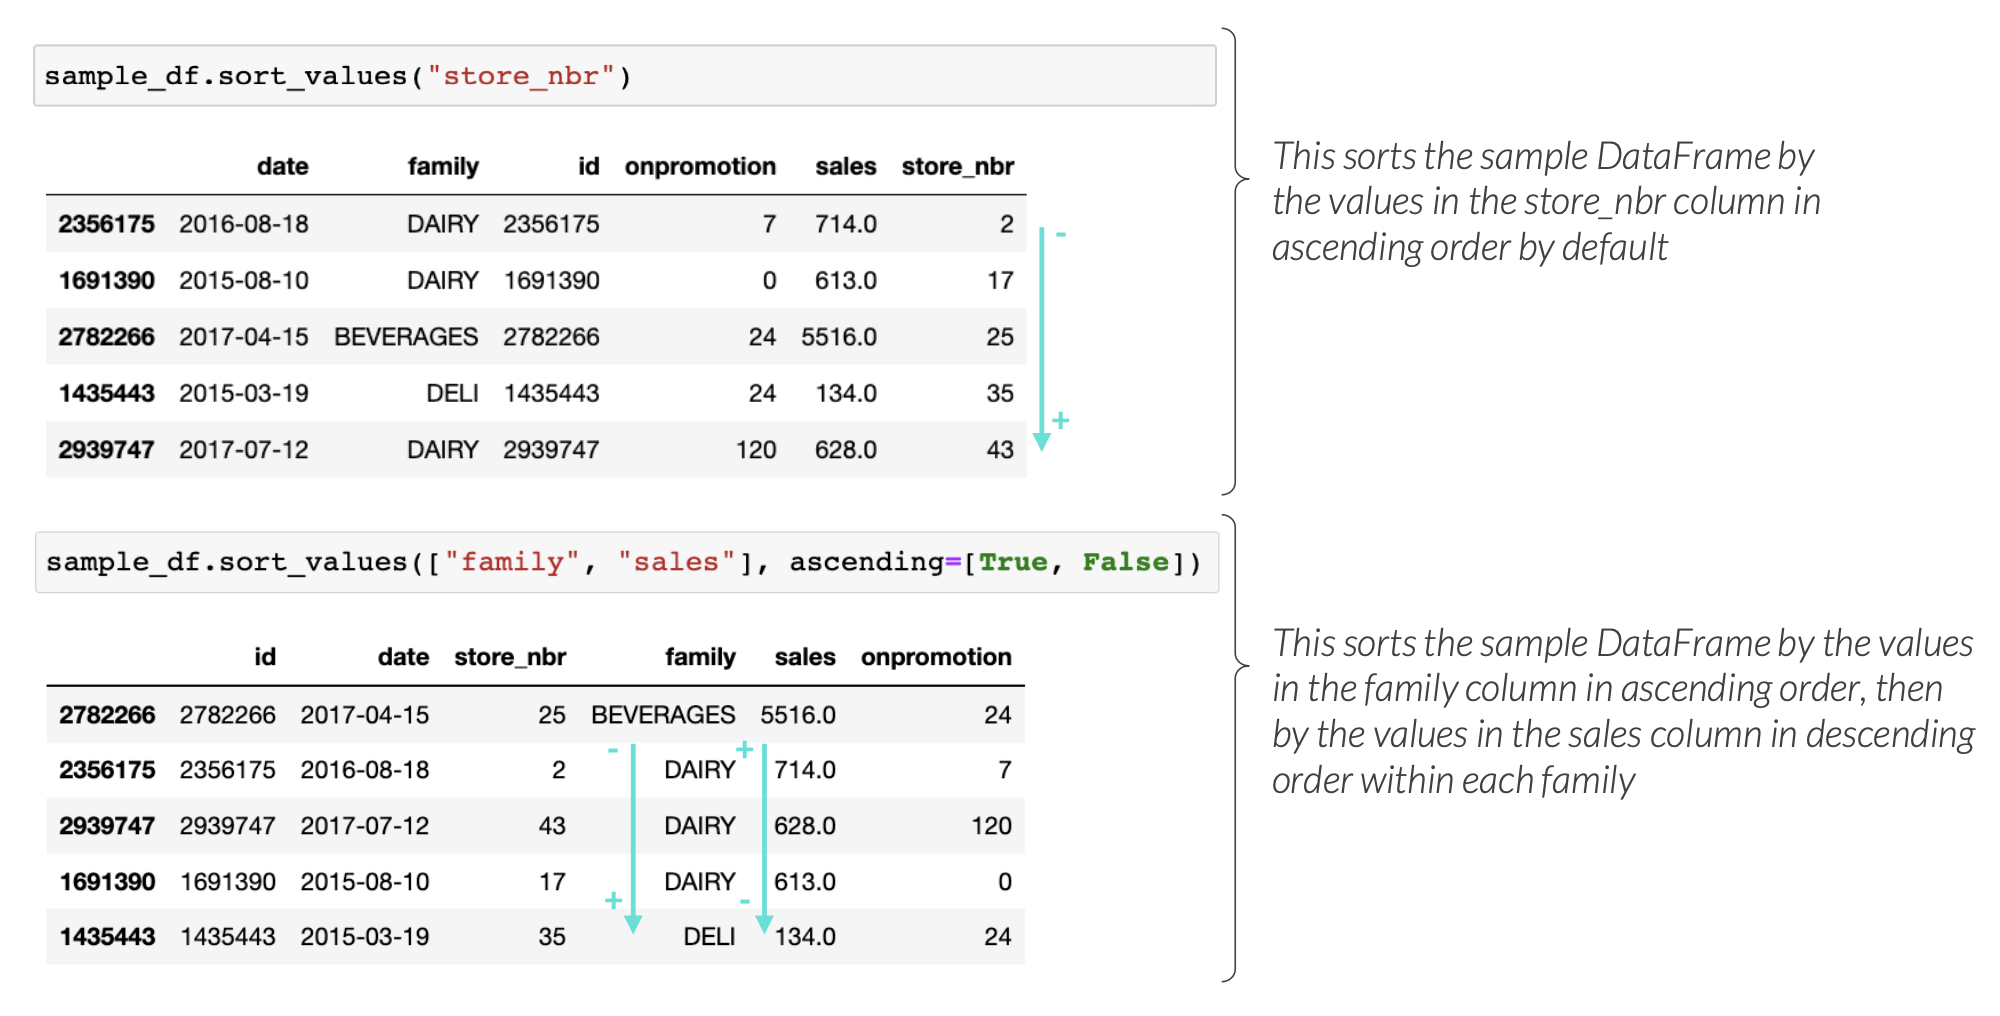 sample_df.sort_values("store_nbr")
date family id onpromotion sales store_nbr
2356175 2016-08-18 DAIRY 2356175 7 714.0 2
1691390 2015-08-10 DAIRY 1691390 0 613.0 17
2782266 2017-04-15 BEVERAGES 2782266 24 5516.0 25
1435443 2015-03-19 DELI 1435443 24 134.0 35
2939747 2017-07-12 DAIRY 2939747 120 628.0 43
-
+
This sorts the sample DataFrame by
the values in the store_nbr column in
ascending order by default
sample_df.sort_values(["family", "sales"], ascending=[True, False])
id date store_nbr family sales onpromotion
2782266 2782266 2017-04-15 25 BEVERAGES 5516.0 24
2356175 2356175 2016-08-18 2 DAIRY 714.0 7
2939747 2939747 2017-07-12 43 DAIRY 628.0 120
1691390 1691390 2015-08-10 17 DAIRY 613.0 0
1435443 1435443 2015-03-19 35 DELI 134.0 24
- +
+ -
This sorts the sample DataFrame by the values
in the family column in ascending order, then
by the values in the sales column in descending
order within each family